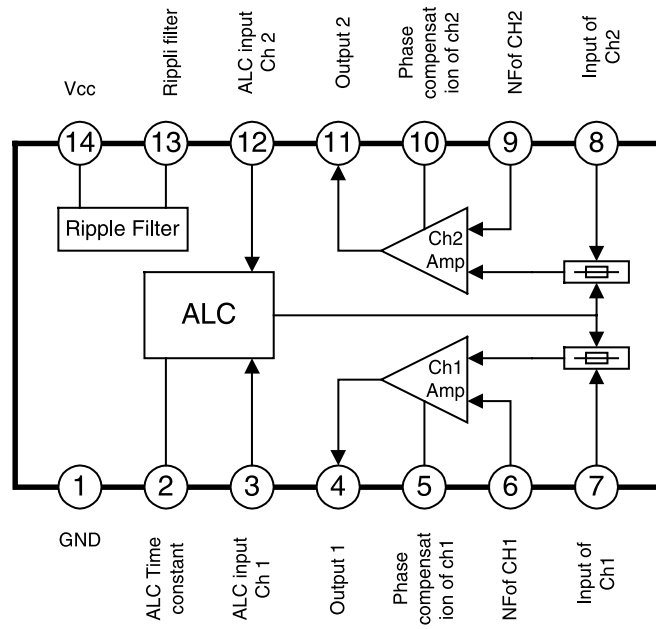 Vcc
Rippli filter
ALC input
Ch 2
Output 2
Phase
compensat
ion of ch2
NFof CH2
Input of
Ch2
14
13
12
11
10
9
8
Ripple Filter
Ch2
Amp
ALC
Ch1
Amp
1
2
3
4
5
6
7
GND
ALC Time
constant
ALC input
Ch 1
Output 1
Phase
compensat
ion of ch1
NFof CH1
Input of
Ch1